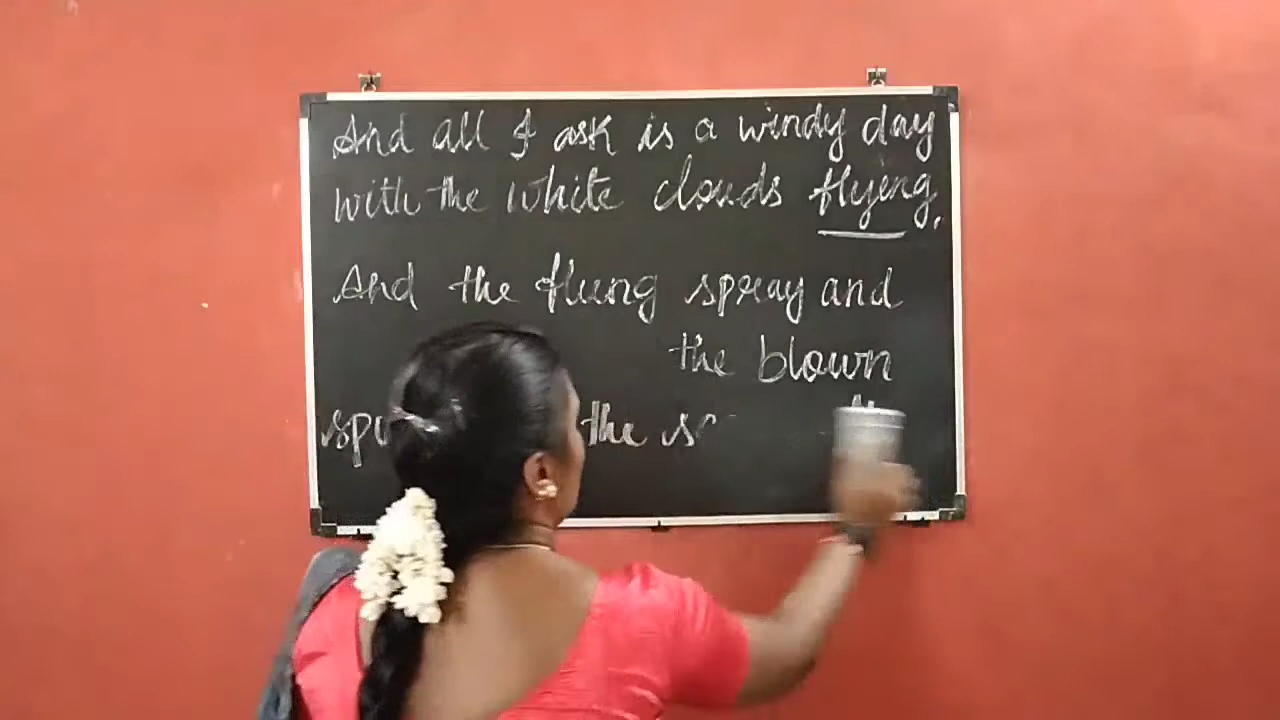 And all I ask is a windy day
with the white clouds flying,
And the flung spray and
the blown
the